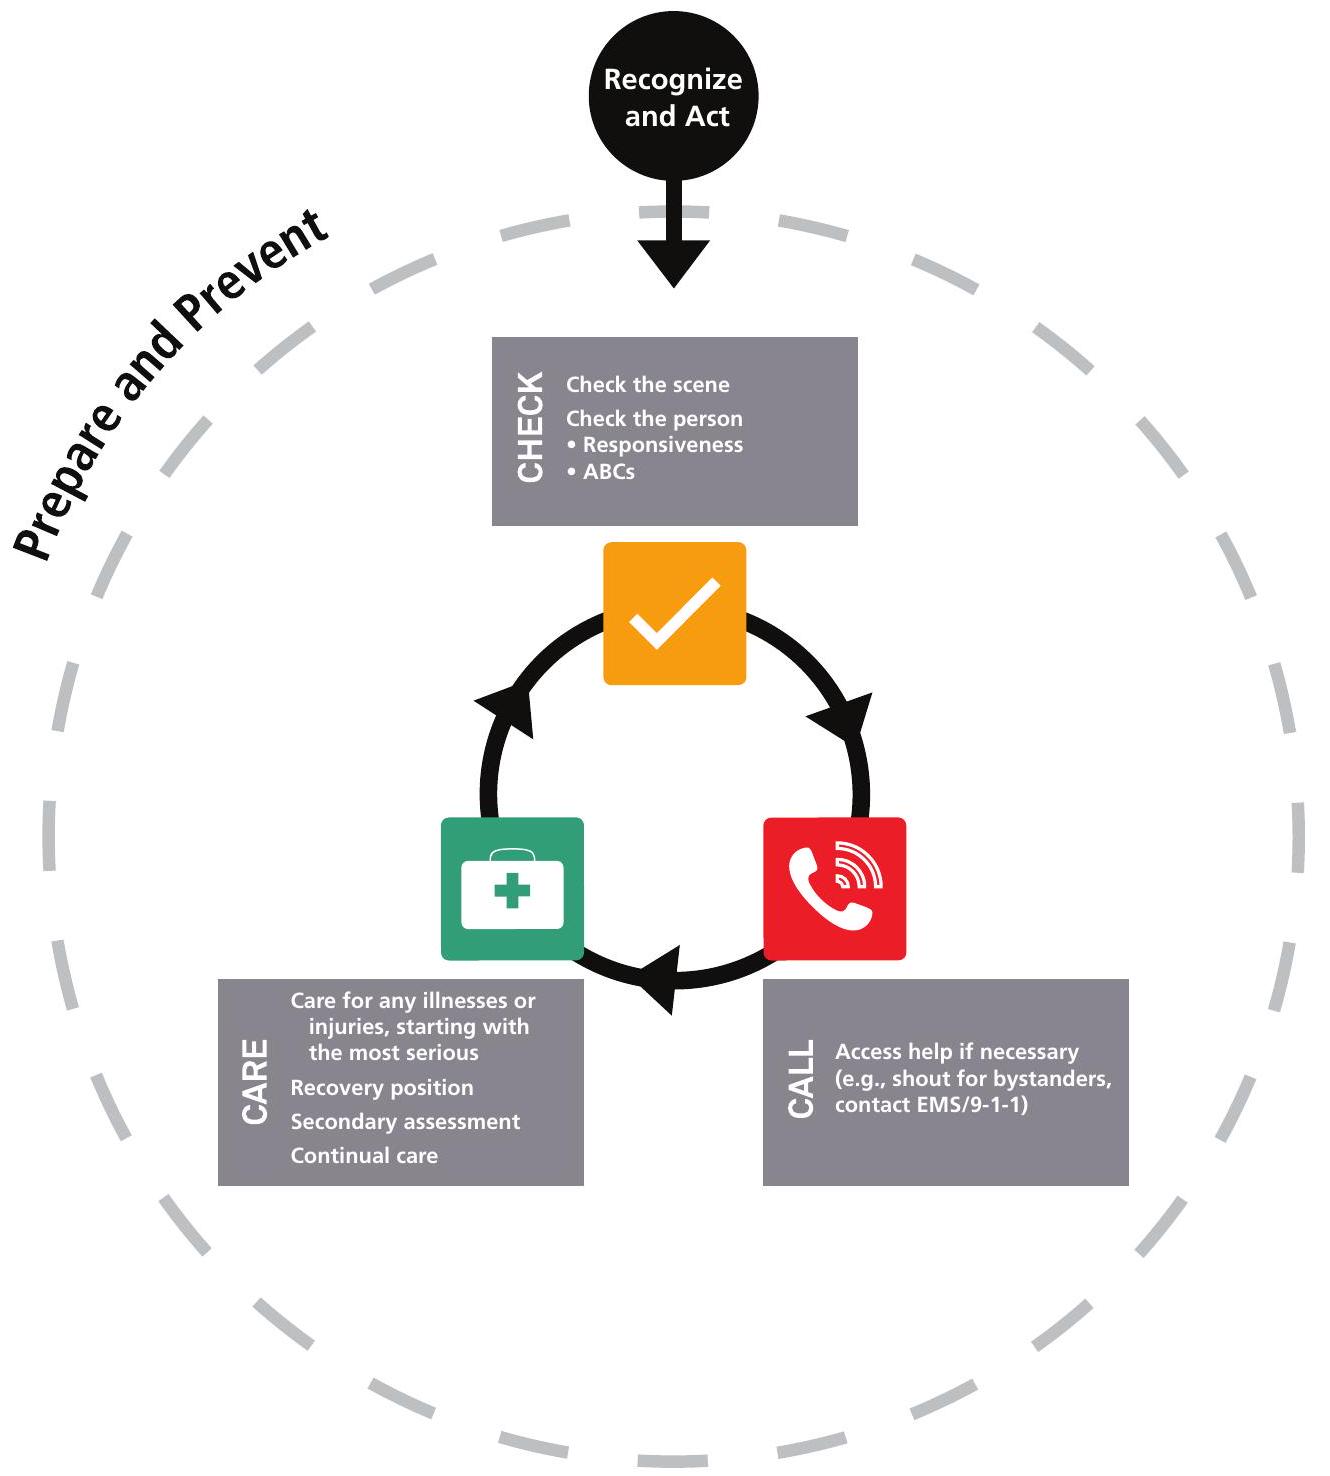 Recognize
and Act
Prepare and Prevent
CHECK
Check the scene
Check the person
• Responsiveness
• ABCs
CARE
Care for any illnesses or
injuries, starting with
the most serious
Recovery position
Secondary assessment
Continual care
CALL
Access help if necessary
(e.g., shout for bystanders,
contact EMS/9-1-1)